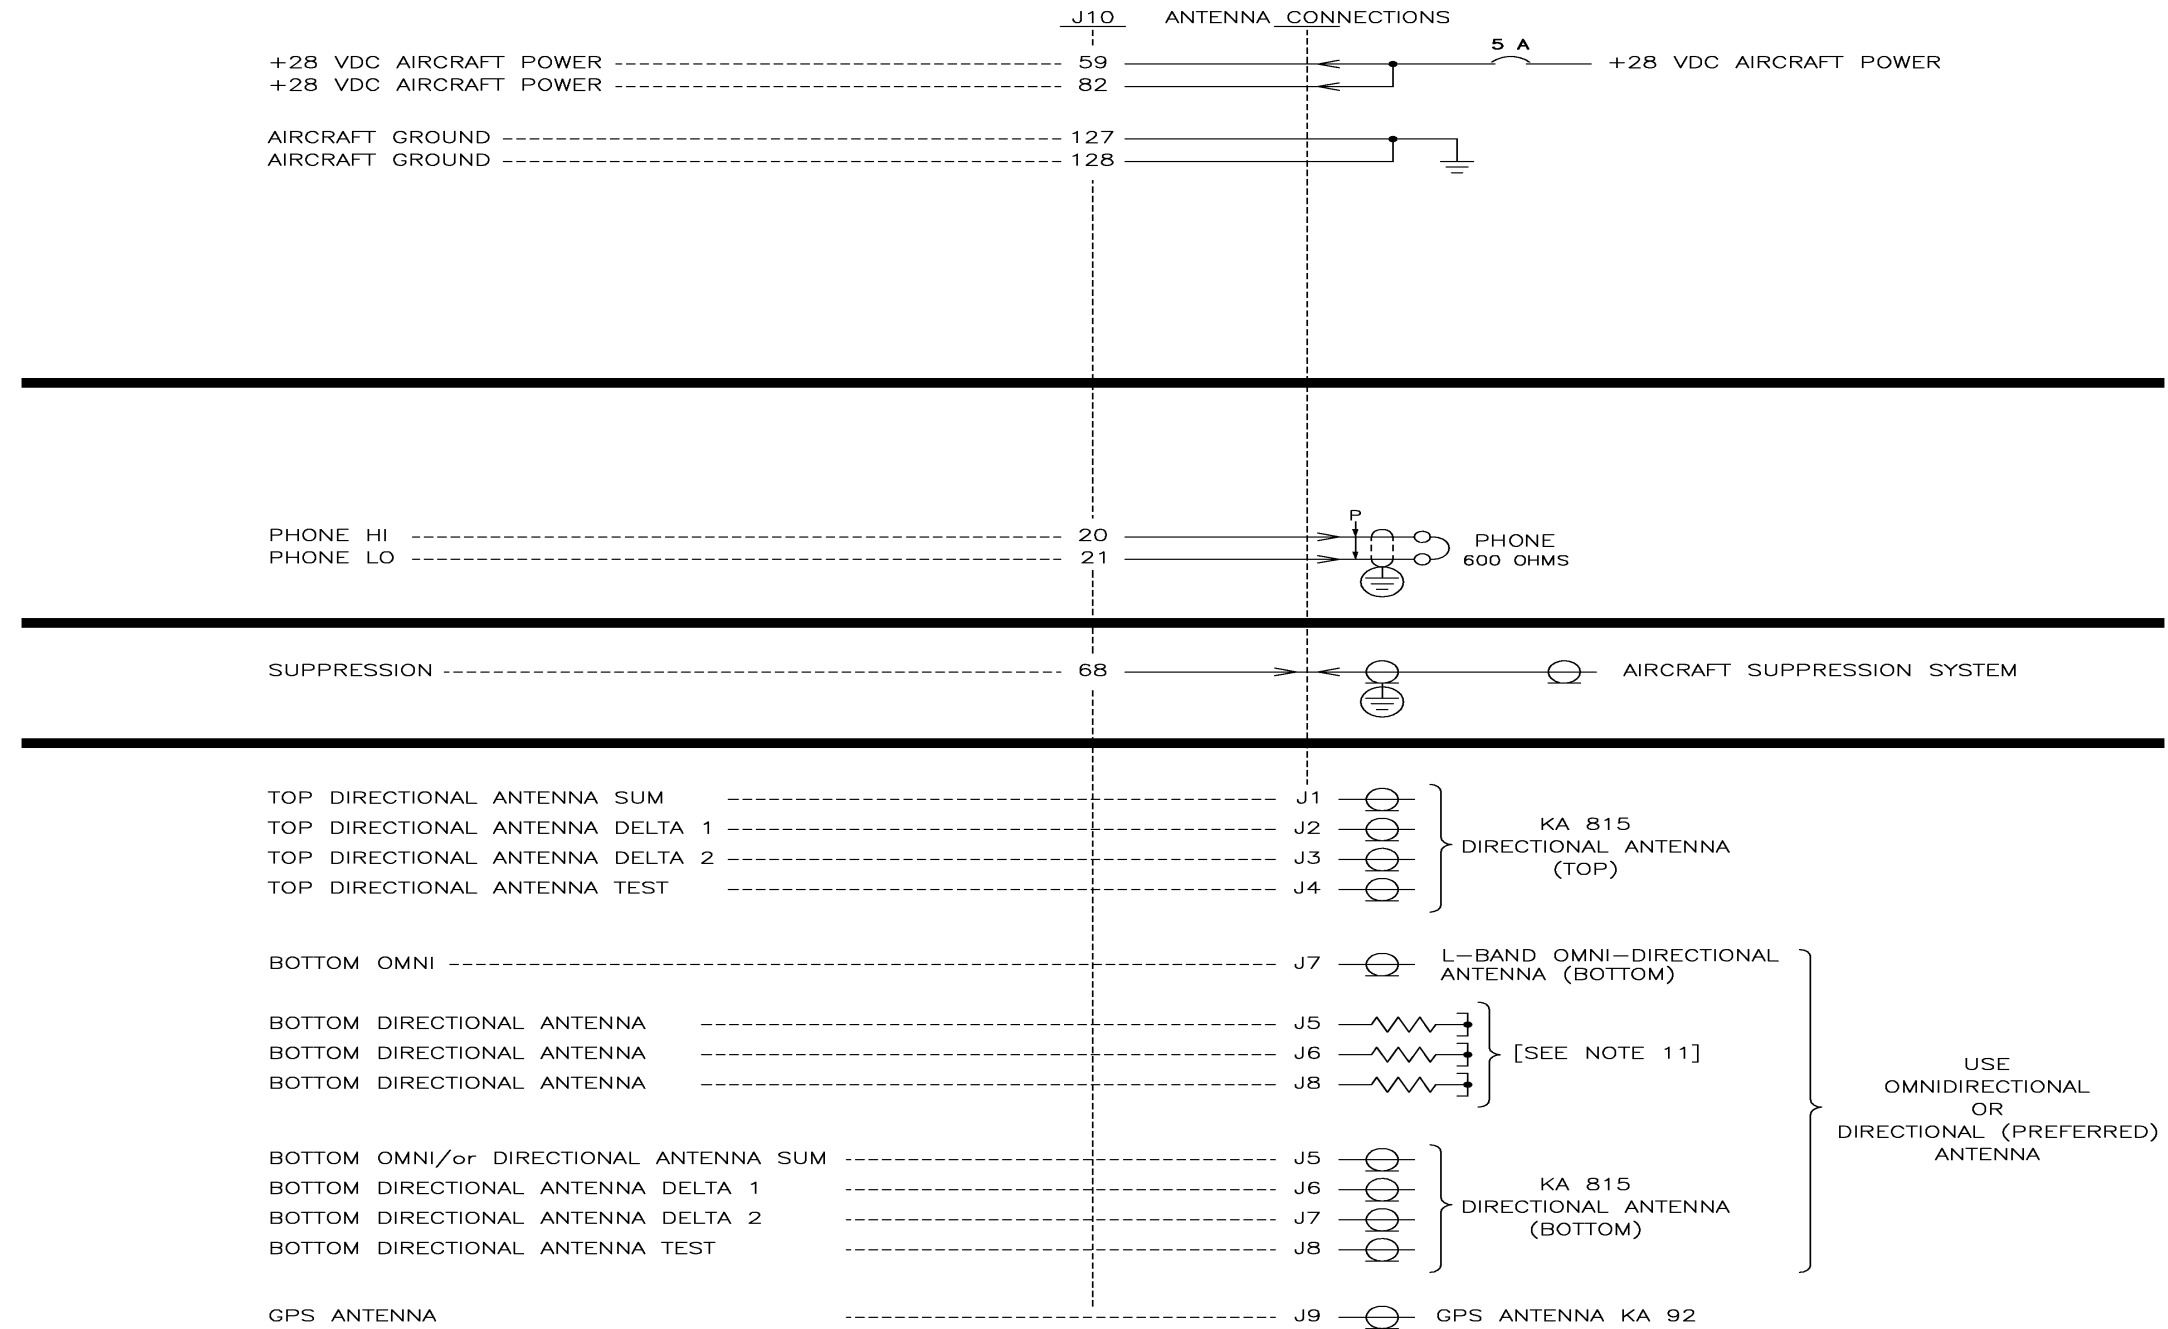 J10 ANTENNA CONNECTIONS
5 A
+28 VDC AIRCRAFT POWER 59 +28 VDC AIRCRAFT POWER
+28 VDC AIRCRAFT POWER 82
AIRCRAFT GROUND 127
AIRCRAFT GROUND 128
P
PHONE HI 20 PHONE
PHONE LO 21 600 OHMS
SUPPRESSION 68 AIRCRAFT SUPPRESSION SYSTEM
TOP DIRECTIONAL ANTENNA SUM J1
TOP DIRECTIONAL ANTENNA DELTA 1 J2
TOP DIRECTIONAL ANTENNA DELTA 2 J3
TOP DIRECTIONAL ANTENNA TEST J4
KA 815
DIRECTIONAL ANTENNA
(TOP)
BOTTOM OMNI J7
L-BAND OMNI-DIRECTIONAL
ANTENNA (BOTTOM)
BOTTOM DIRECTIONAL ANTENNA J5
BOTTOM DIRECTIONAL ANTENNA J6 [SEE NOTE 11]
BOTTOM DIRECTIONAL ANTENNA J8
USE
OMNIDIRECTIONAL
OR
DIRECTIONAL (PREFERRED)
ANTENNA
BOTTOM OMNI/or DIRECTIONAL ANTENNA SUM J5
BOTTOM DIRECTIONAL ANTENNA DELTA 1 J6
BOTTOM DIRECTIONAL ANTENNA DELTA 2 J7
BOTTOM DIRECTIONAL ANTENNA TEST J8
KA 815
DIRECTIONAL ANTENNA
(BOTTOM)
GPS ANTENNA J9 GPS ANTENNA KA 92